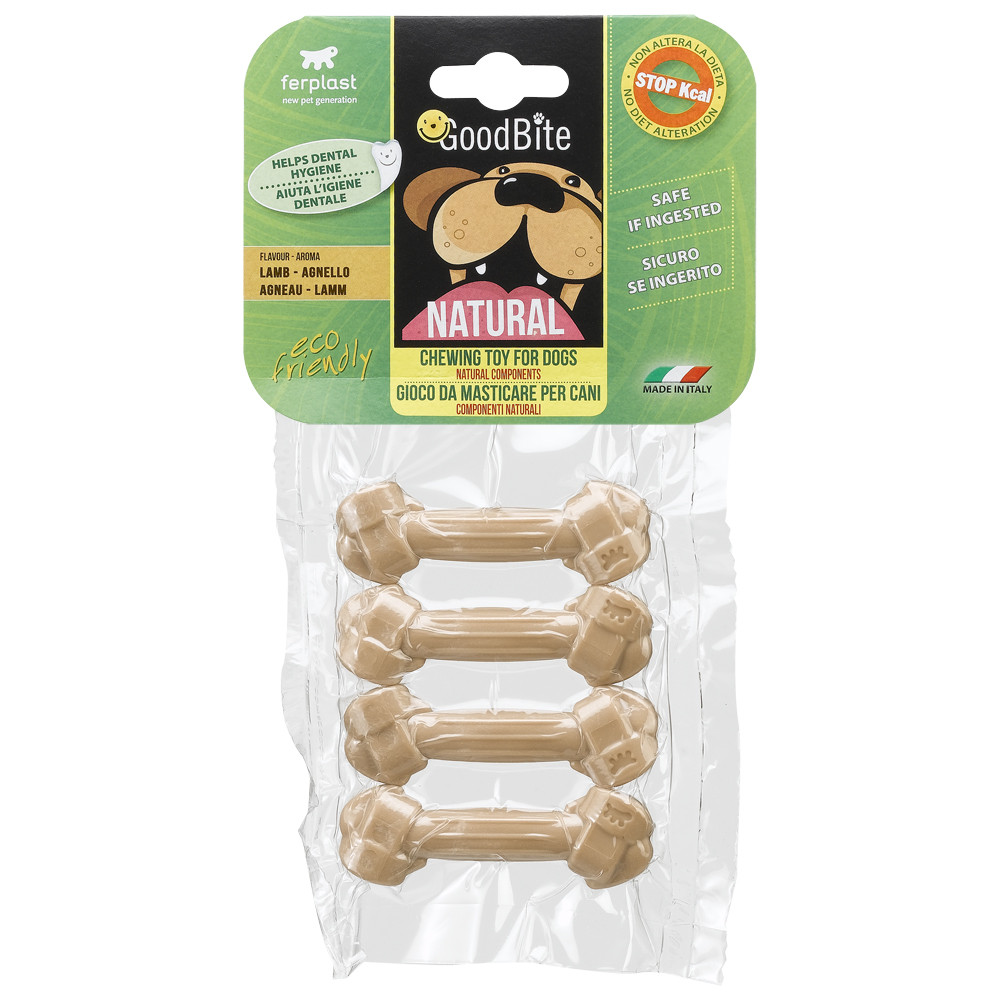 ferplast
new pet generation
GoodBite
NON ALTERA LA DIETA
STOP Kcal
NO DIET ALTERATION
HELPS DENTAL
HYGIENE
AIUTA L'IGIENE
DENTALE
SAFE
IF INGESTED
SICURO
SE INGERITO
FLAVOUR - AROMA
LAMB - AGNELLO
AGNEAU - LAMM
eco
friendly
NATURAL
CHEWING TOY FOR DOGS
NATURAL COMPONENTS
GIOCO DA MASTICARE PER CANI
COMPONENTI NATURALI
MADE IN ITALY